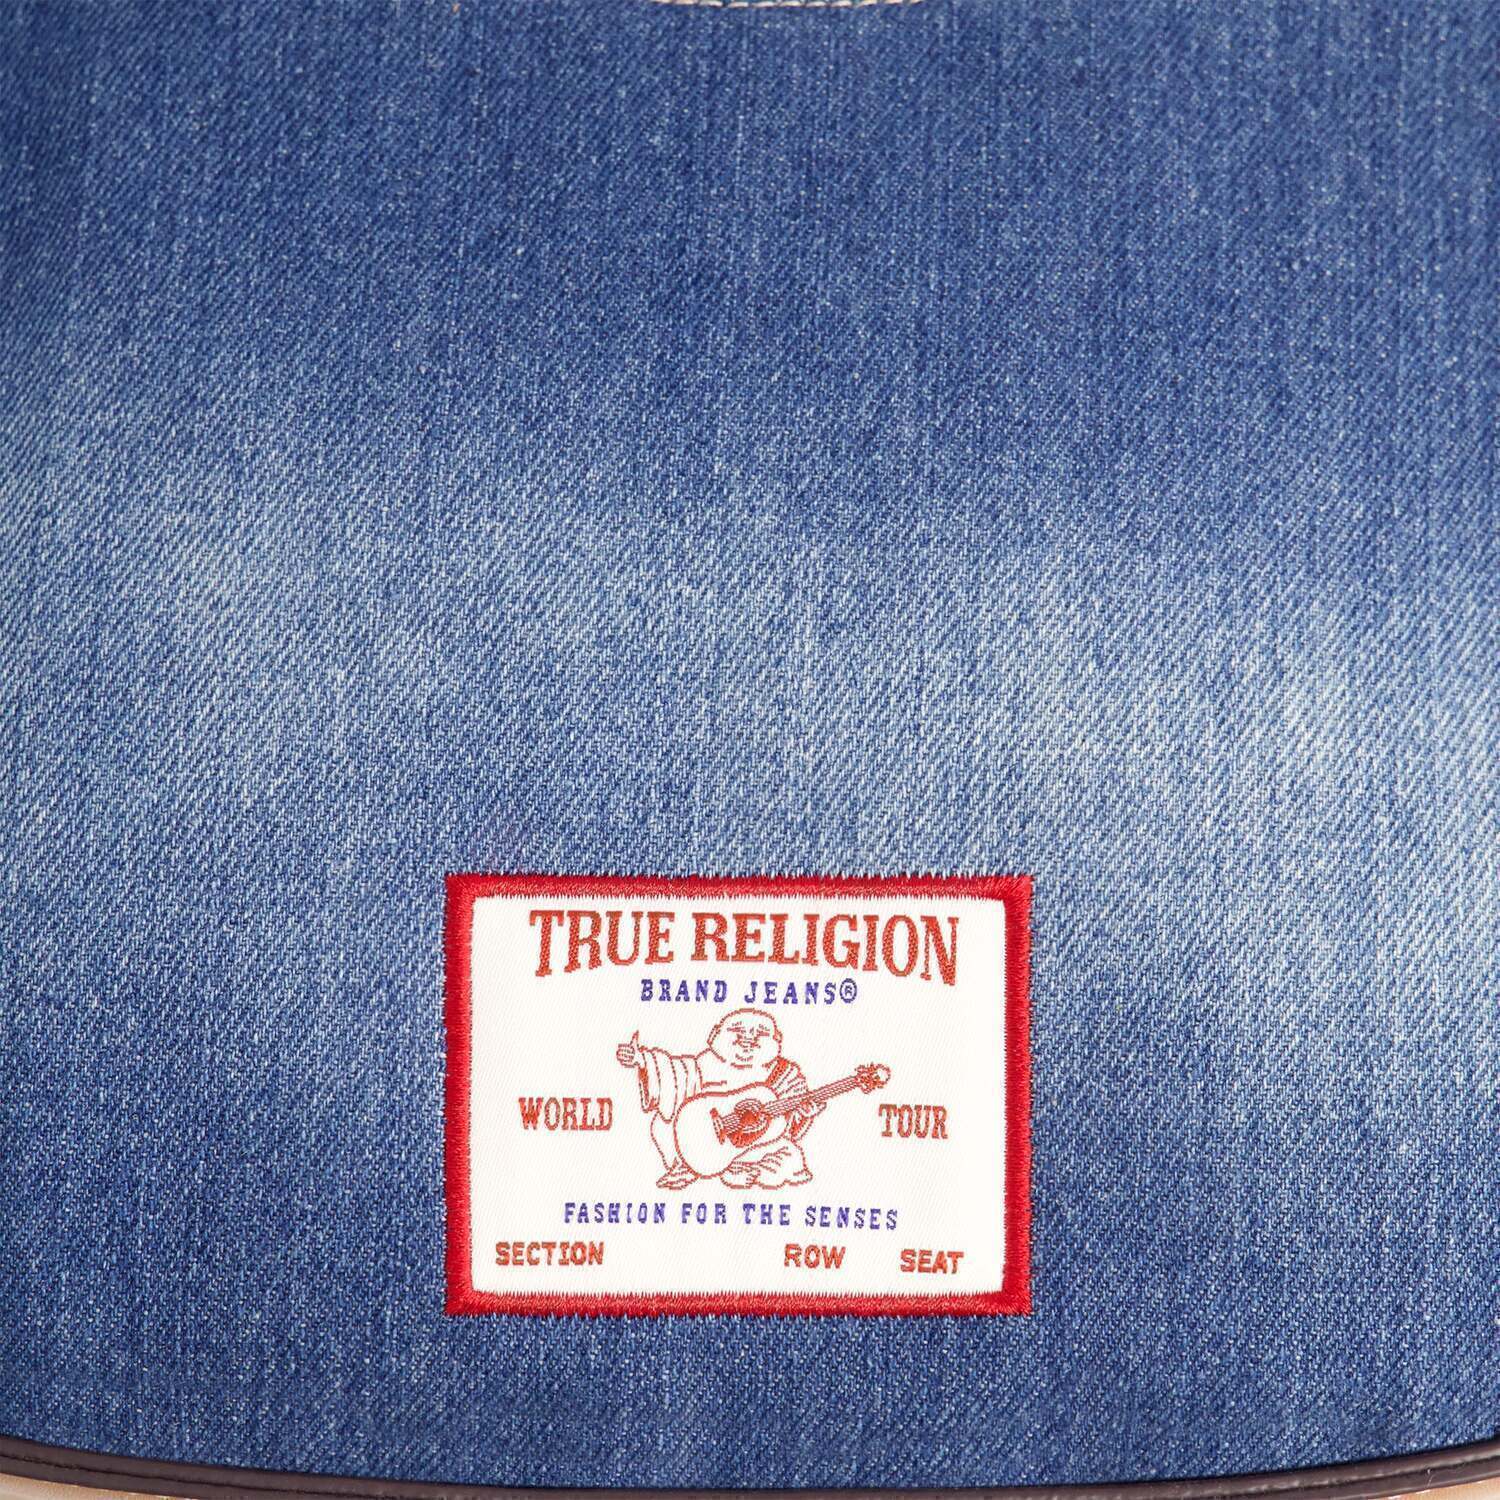 TRUE RELIGION
BRAND JEANS®
WORLD TOUR
FASHION FOR THE SENSES
SECTION ROW SEAT